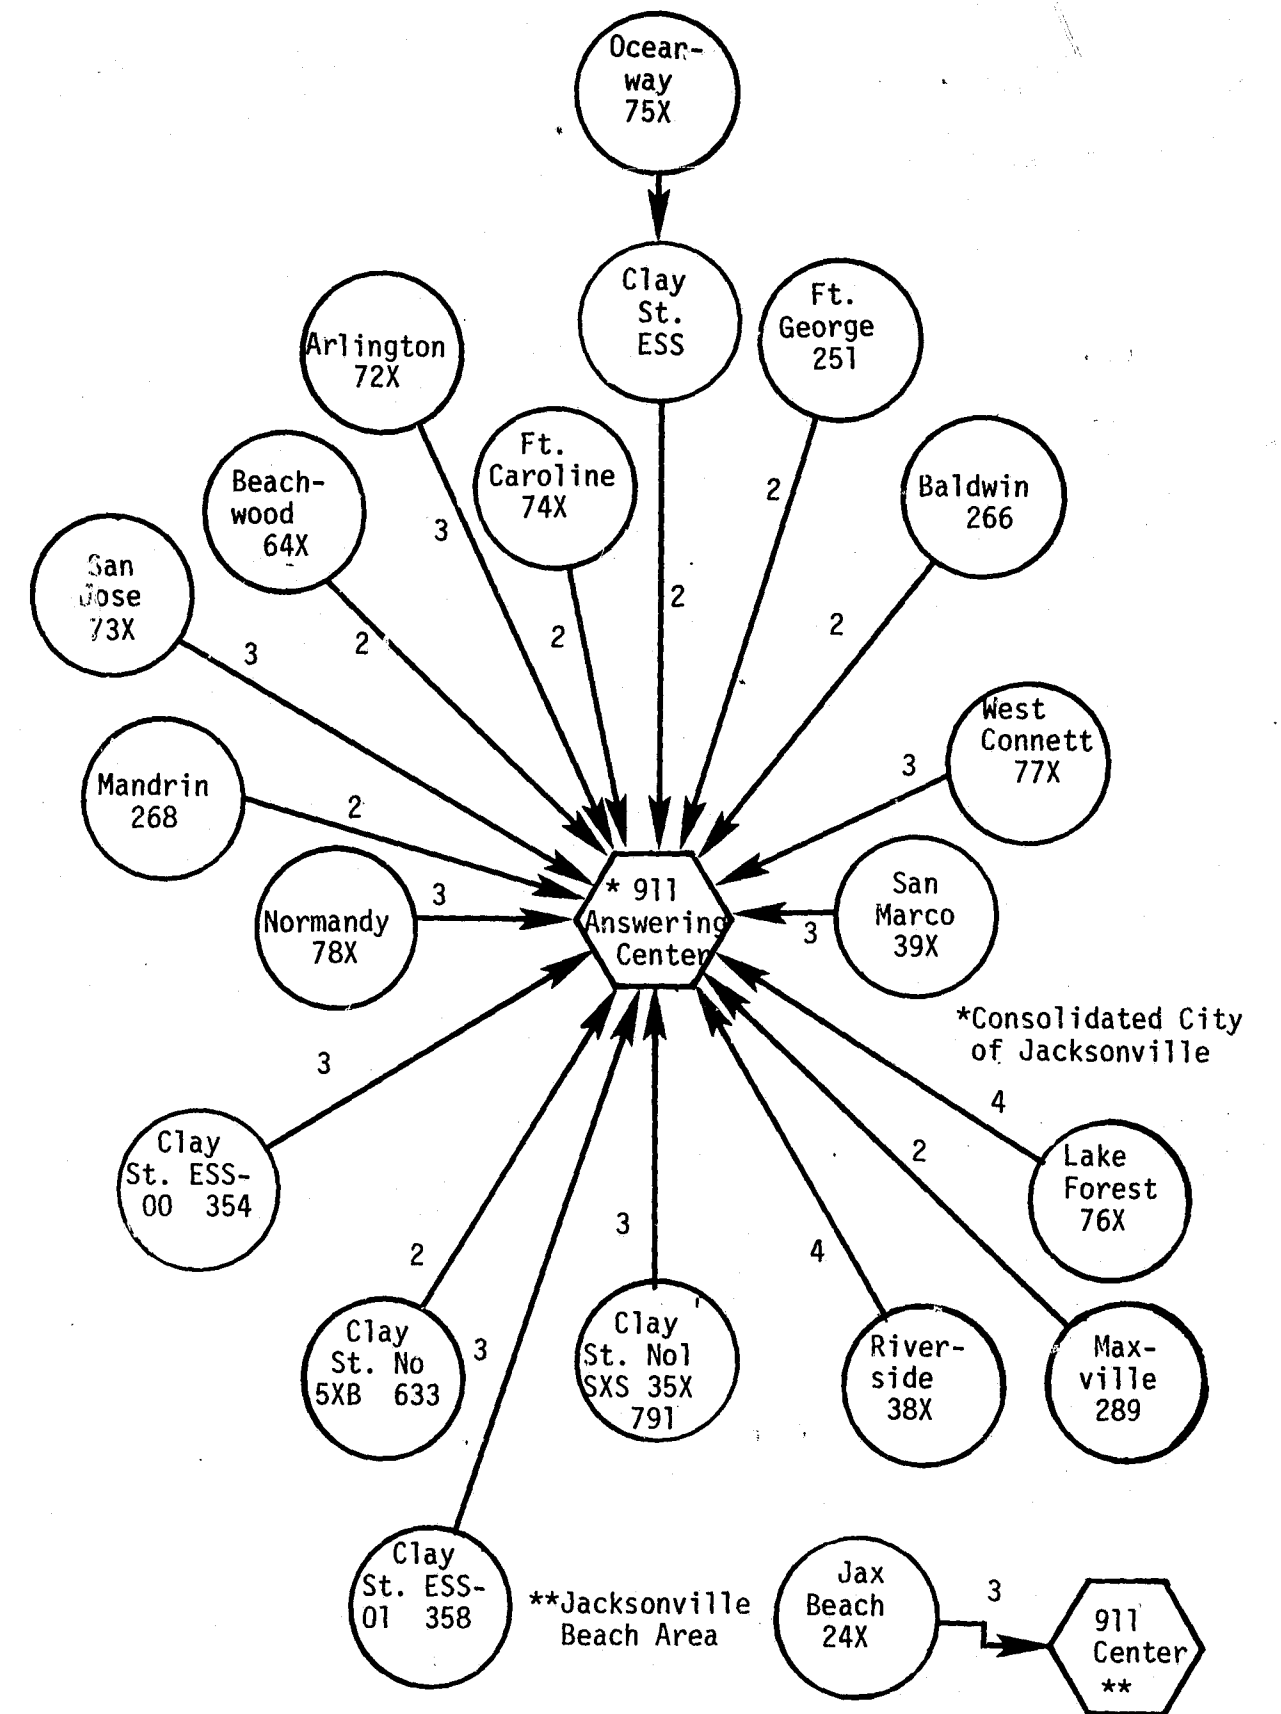 Ocean-
way
75X
Clay
St.
ESS
Ft.
George
251
Arlington
72X
Ft.
Caroline
74X
Beach-
wood
64X
Baldwin
266
San
Jose
73X
3
2
3
2
2
2
2
West
Connett
77X
3
Mandrin
268
2
Normandy
78X
3
* 911
Answering
Center
San
Marco
39X
3
*Consolidated City
of Jacksonville
3
Clay
St. ESS-
00 354
2
Clay
St. No
5XB 633
3
Clay
St. ESS-
01 358
3
Clay
St. No1
SXS 35X
791
4
River-
side
38X
2
Max-
ville
289
4
Lake
Forest
76X
**Jacksonville
Beach Area
Jax
Beach
24X
3
911
Center
**